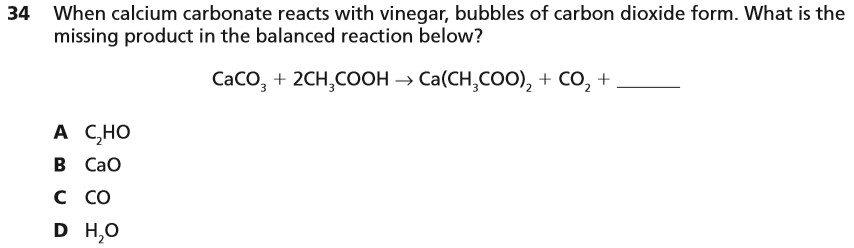 34 When calcium carbonate reacts with vinegar, bubbles of carbon dioxide form. What is the
missing product in the balanced reaction below?
CaCO₃ + 2CH₃COOH → Ca(CH₃COO)₂ + CO₂ + ______
A C₂HO
B CaO
C CO
D H₂O